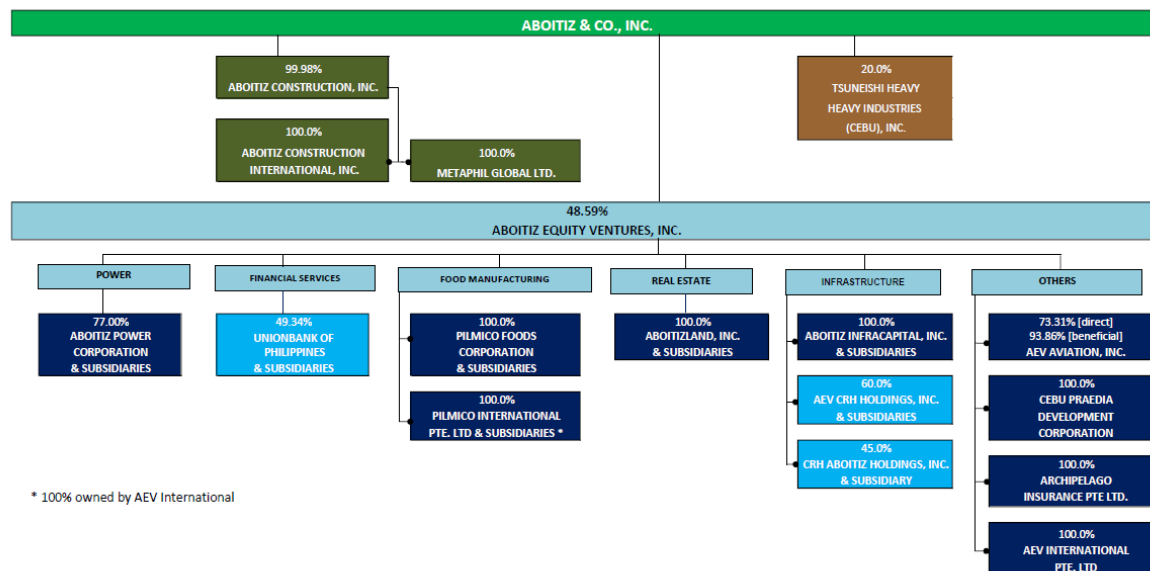 ABOITIZ & CO., INC.
99.98%
ABOITIZ CONSTRUCTION, INC.
20.0%
TSUNEISHI HEAVY
HEAVY INDUSTRIES
(CEBU), INC.
100.0%
ABOITIZ CONSTRUCTION
INTERNATIONAL, INC.
100.0%
METAPHIL GLOBAL LTD.
48.59%
ABOITIZ EQUITY VENTURES, INC.
POWER
77.00%
ABOITIZ POWER
CORPORATION
& SUBSIDIARIES
FINANCIAL SERVICES
49.34%
UNIONBANK OF
PHILIPPINES
& SUBSIDIARIES
FOOD MANUFACTURING
100.0%
PILMICO FOODS
CORPORATION
& SUBSIDIARIES
100.0%
PILMICO INTERNATIONAL
PTE. LTD & SUBSIDIARIES *
REAL ESTATE
100.0%
ABOITIZLAND, INC.
& SUBSIDIARIES
INFRASTRUCTURE
100.0%
ABOITIZ INFRACAPITAL, INC.
& SUBSIDIARIES
60.0%
AEV CRH HOLDINGS, INC.
& SUBSIDIARIES
45.0%
CRH ABOITIZ HOLDINGS, INC.
& SUBSIDIARY
OTHERS
73.31% [direct]
93.86% [beneficial]
AEV AVIATION, INC.
100.0%
CEBU PRAEDIA
DEVELOPMENT
CORPORATION
100.0%
ARCHIPELAGO
INSURANCE PTE LTD.
100.0%
AEV INTERNATIONAL
PTE. LTD
* 100% owned by AEV International